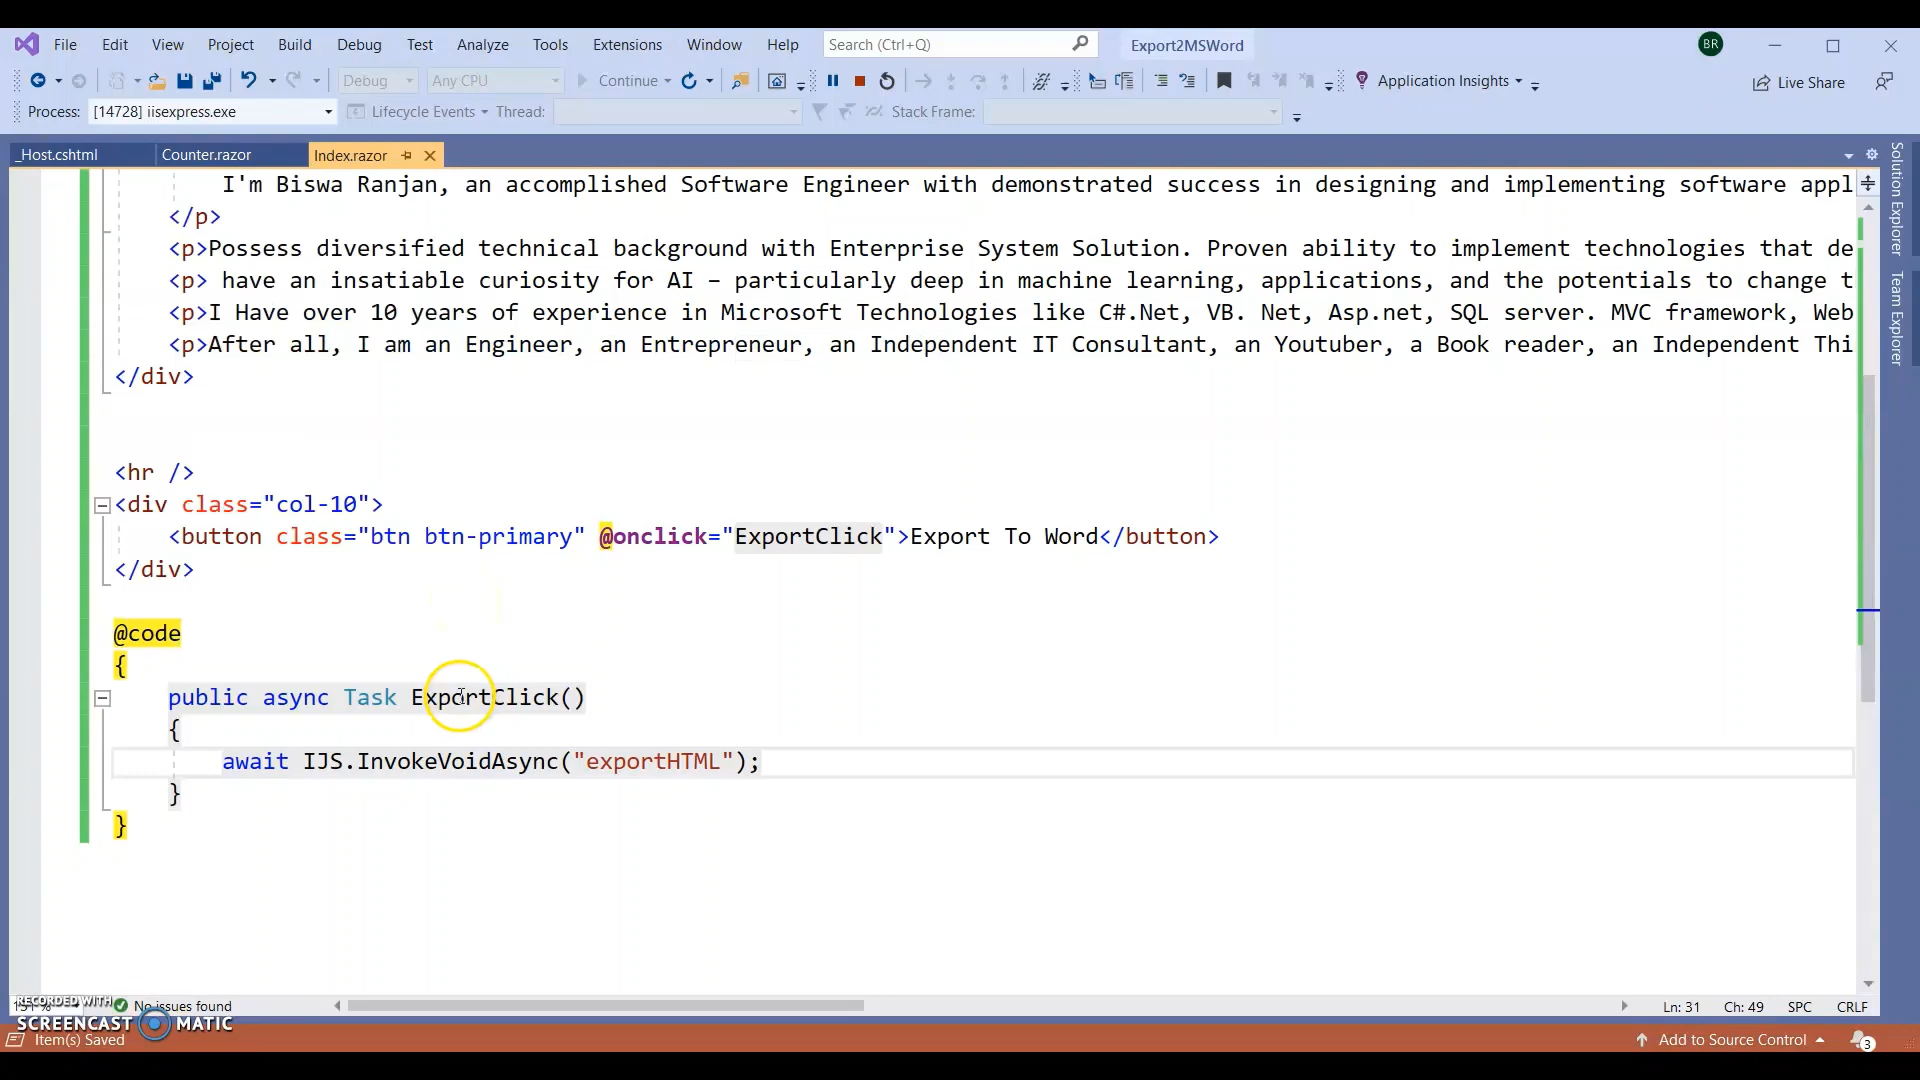 File Edit View Project Build Debug Test Analyze Tools Extensions Window Help Search (Ctrl+Q) Export2MSWord BR
Debug Any CPU Continue Application Insights Live Share
Process: [14728] iisexpress.exe Lifecycle Events Thread: Stack Frame:
_Host.cshtml Counter.razor Index.razor
Solution Explorer
Team Explorer
I'm Biswa Ranjan, an accomplished Software Engineer with demonstrated success in designing and implementing software appl
</p>
<p>Possess diversified technical background with Enterprise System Solution. Proven ability to implement technologies that de
<p> have an insatiable curiosity for AI – particularly deep in machine learning, applications, and the potentials to change t
<p>I Have over 10 years of experience in Microsoft Technologies like C#.Net, VB. Net, Asp.net, SQL server. MVC framework, Web
<p>After all, I am an Engineer, an Entrepreneur, an Independent IT Consultant, an Youtuber, a Book reader, an Independent Thi
</div>
<hr />
<div class="col-10">
<button class="btn btn-primary" @onclick="ExportClick">Export To Word</button>
</div>
@code
{
public async Task ExportClick()
{
await IJS.InvokeVoidAsync("exportHTML");
}
}
No issues found Ln: 31 Ch: 49 SPC CRLF
RECORDED WITH
SCREENCAST MATIC
Item(s) Saved Add to Source Control 3